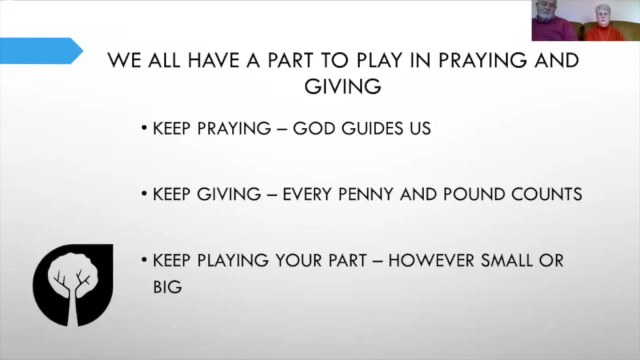 WE ALL HAVE A PART TO PLAY IN PRAYING AND
GIVING
• KEEP PRAYING – GOD GUIDES US
• KEEP GIVING – EVERY PENNY AND POUND COUNTS
• KEEP PLAYING YOUR PART – HOWEVER SMALL OR
BIG